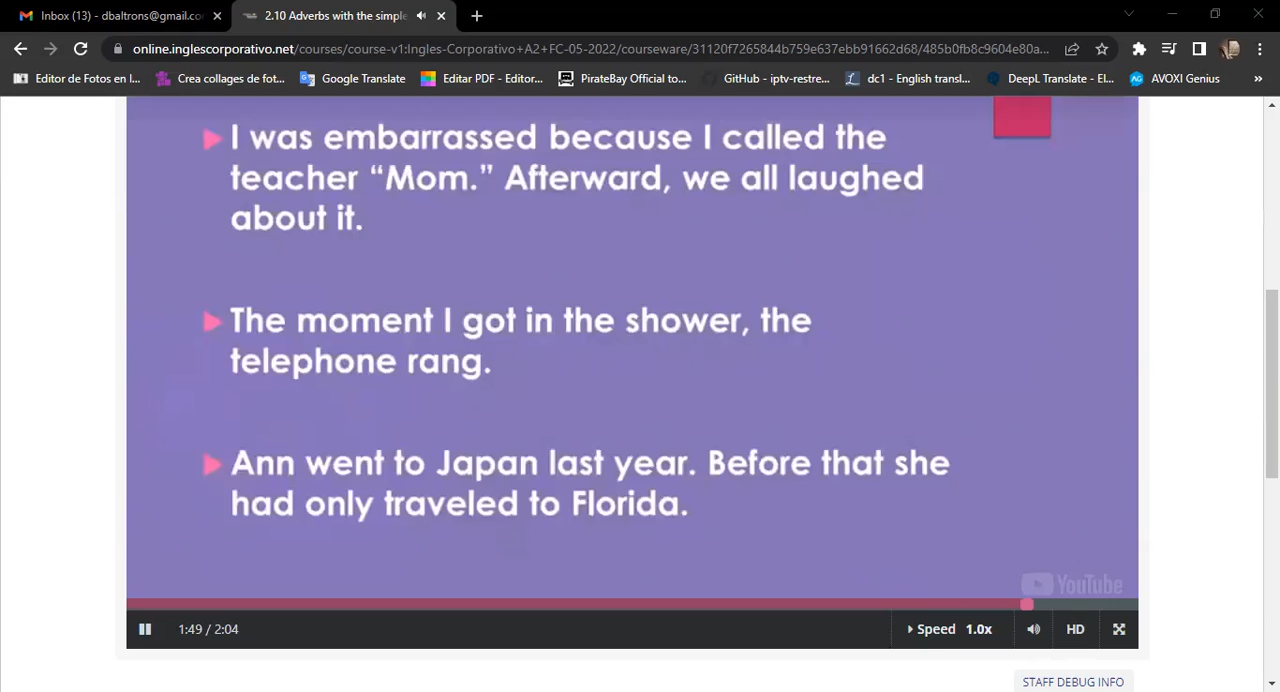 Inbox (13) - dbaltrons@gmail.co
2.10 Adverbs with the simple
online.inglescorporativo.net/courses/course-v1:Ingles-Corporativo+A2+FC-05-2022/courseware/31120f7265844b759e637ebb91662d68/485b0fb8c9604e80a...
Editor de Fotos en l... Crea collages de fot... Google Translate Editar PDF - Editor... PirateBay Official to... GitHub - iptv-restre... dc1 - English transl... DeepL Translate - El... AVOXI Genius »
I was embarrassed because I called the
teacher “Mom.” Afterward, we all laughed
about it.
The moment I got in the shower, the
telephone rang.
Ann went to Japan last year. Before that she
had only traveled to Florida.
YouTube
1:49 / 2:04 Speed 1.0x HD
STAFF DEBUG INFO